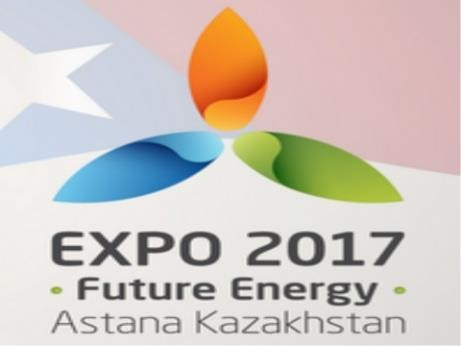 EXPO 2017
• Future Energy •
Astana Kazakhstan